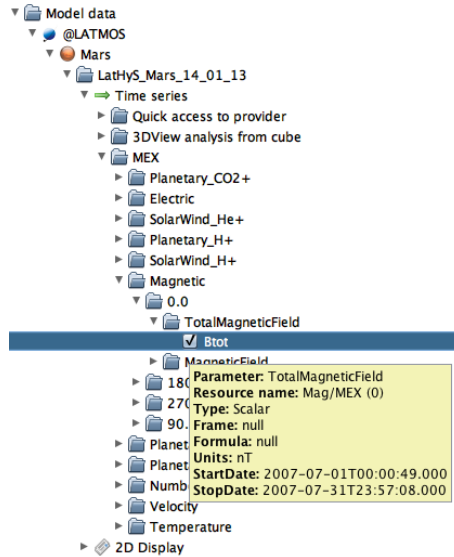 Model data
@LATMOS
Mars
LatHyS_Mars_14_01_13
Time series
Quick access to provider
3DView analysis from cube
MEX
Planetary_CO2+
Electric
SolarWind_He+
Planetary_H+
SolarWind_H+
Magnetic
0.0
TotalMagneticField
Btot
MagneticField
Parameter: TotalMagneticField
180
Resource name: Mag/MEX (0)
Type: Scalar
270
Frame: null
90.
Formula: null
Planet
Units: nT
Planet
StartDate: 2007-07-01T00:00:49.000
Numb
StopDate: 2007-07-31T23:57:08.000
Velocity
Temperature
2D Display